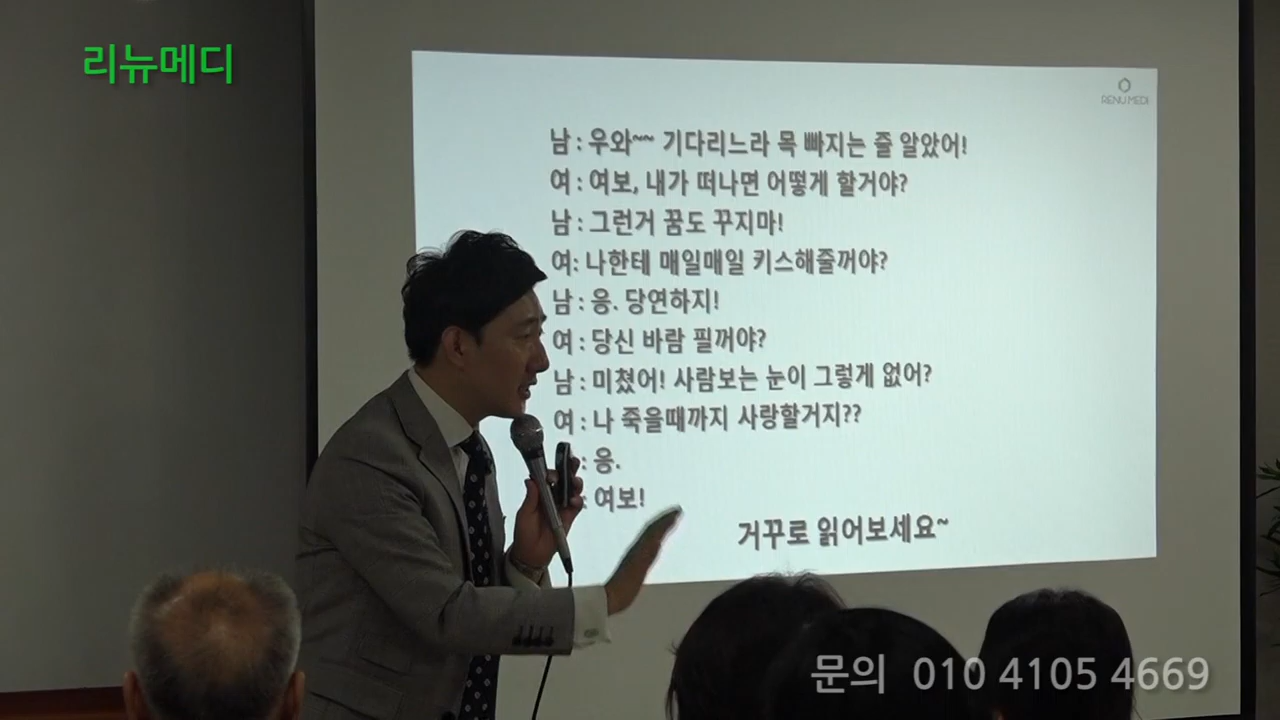 리뉴메디
RENU MEDI
남 : 우와~~ 기다리느라 목 빠지는 줄 알았어!
여 : 여보, 내가 떠나면 어떻게 할거야?
남 : 그런거 꿈도 꾸지마!
여: 나한테 매일매일 키스해줄꺼야?
남 : 응. 당연하지!
여 : 당신 바람 필꺼야?
남 : 미쳤어! 사람보는 눈이 그렇게 없어?
여 : 나 죽을때까지 사랑할거지??
: 응.
: 여보!
거꾸로 읽어보세요~
문의 010 4105 4669